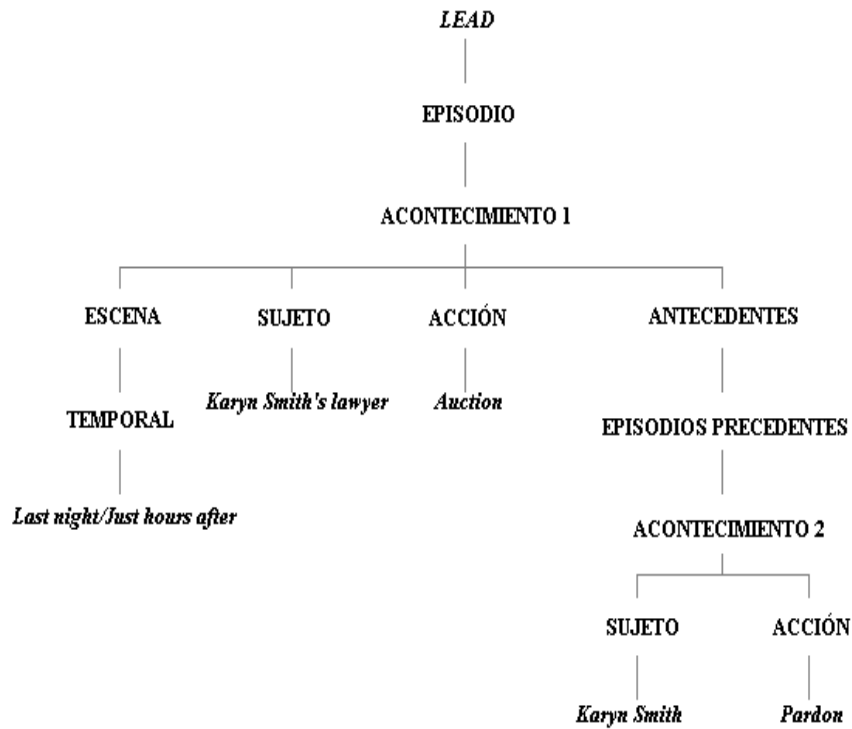 LEAD
EPISODIO
ACONTECIMIENTO 1
ESCENA SUJETO ACCIÓN ANTECEDENTES
Karyn Smith's lawyer Auction
TEMPORAL EPISODIOS PRECEDENTES
Last night/Just hours after
ACONTECIMIENTO 2
SUJETO ACCIÓN
Karyn Smith Pardon